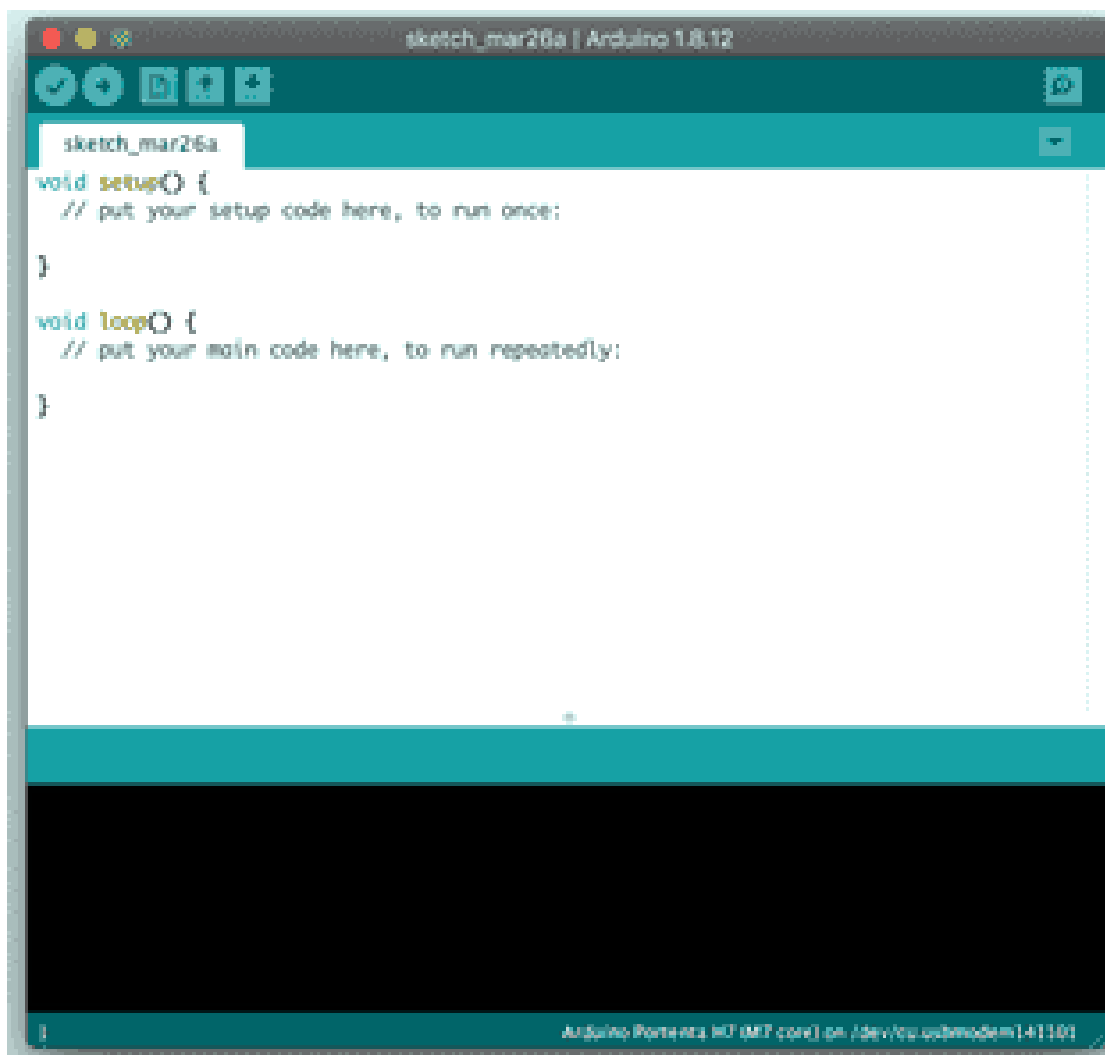 sketch_mar26a | Arduino 1.8.12
sketch_mar26a
void setup() {
  // put your setup code here, to run once:
}
void loop() {
  // put your main code here, to run repeatedly:
}
1
Arduino Portenta H7 (M7 core) on /dev/cu.usbmodem141101